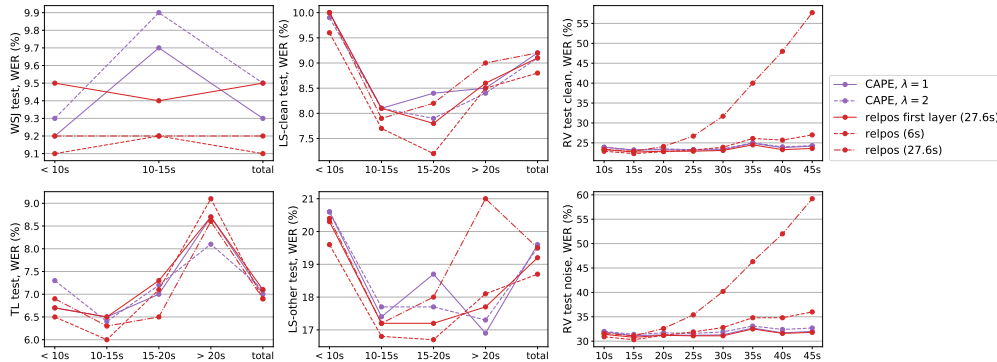 WSJ test, WER (%)
9.9
9.8
9.7
9.6
9.5
9.4
9.3
9.2
9.1
< 10s
10-15s
total
LS-clean test, WER (%)
10.0
9.5
9.0
8.5
8.0
7.5
< 10s
10-15s
15-20s
> 20s
total
RV test clean, WER (%)
55
50
45
40
35
30
25
10s
15s
20s
25s
30s
35s
40s
45s
CAPE, λ = 1
CAPE, λ = 2
relpos first layer (27.6s)
relpos (6s)
relpos (27.6s)
TL test, WER (%)
9.0
8.5
8.0
7.5
7.0
6.5
6.0
< 10s
10-15s
15-20s
> 20s
total
LS-other test, WER (%)
21
20
19
18
17
< 10s
10-15s
15-20s
> 20s
total
RV test noise, WER (%)
60
55
50
45
40
35
30
10s
15s
20s
25s
30s
35s
40s
45s